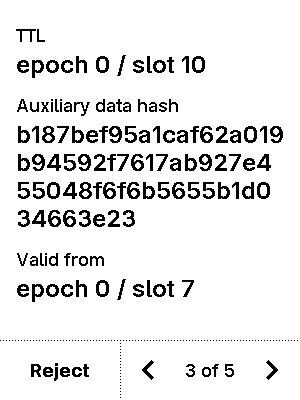 TTL
epoch 0 / slot 10
Auxiliary data hash
b187bef95a1caf62a019
b94592f7617ab927e4
55048f6f6b5655b1d0
34663e23
Valid from
epoch 0 / slot 7
Reject
3 of 5